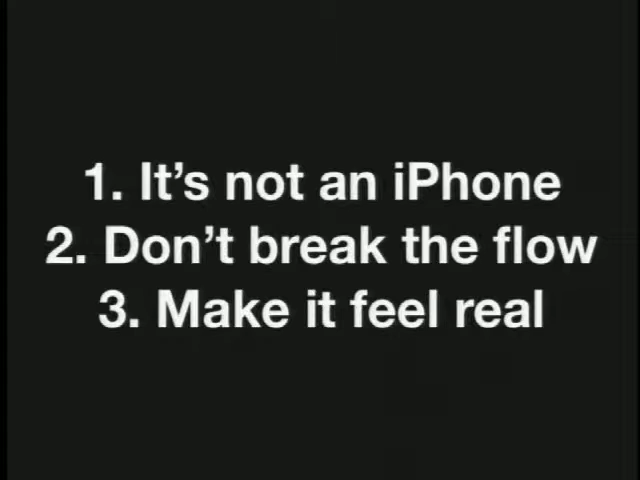 1. It’s not an iPhone
2. Don’t break the flow
3. Make it feel real